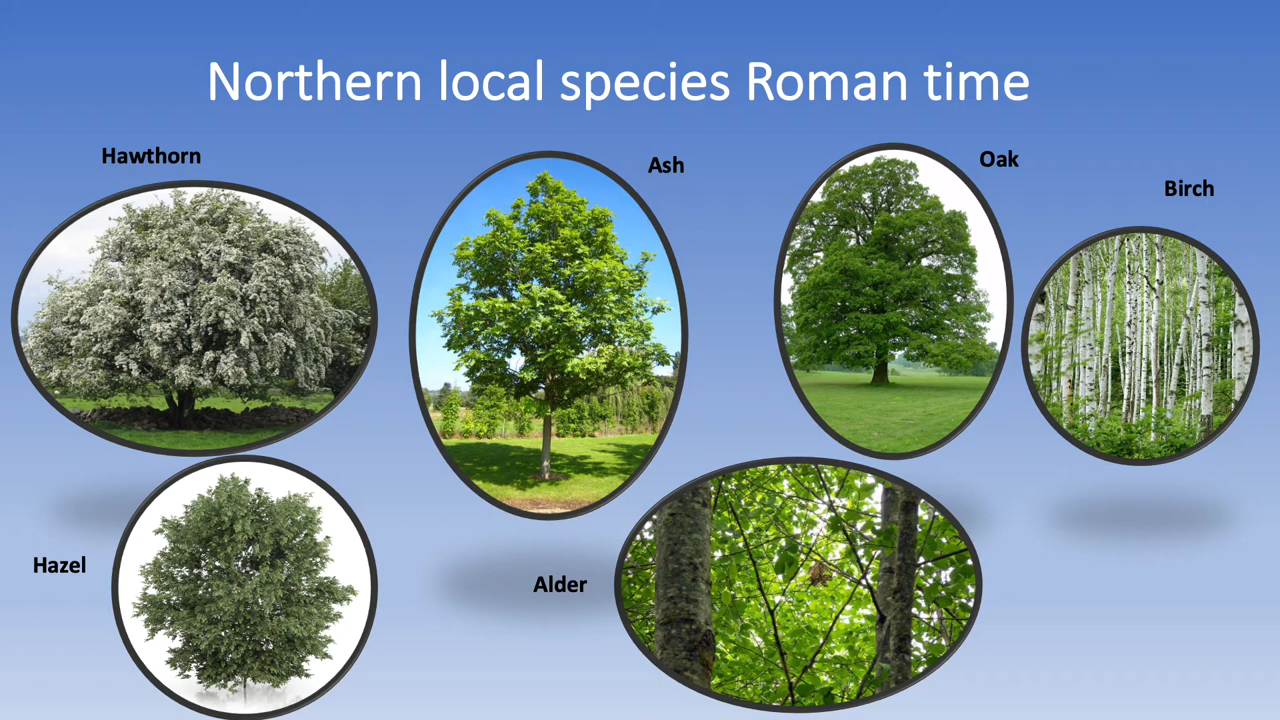 Northern local species Roman time
Hawthorn
Ash
Oak
Birch
Hazel
Alder